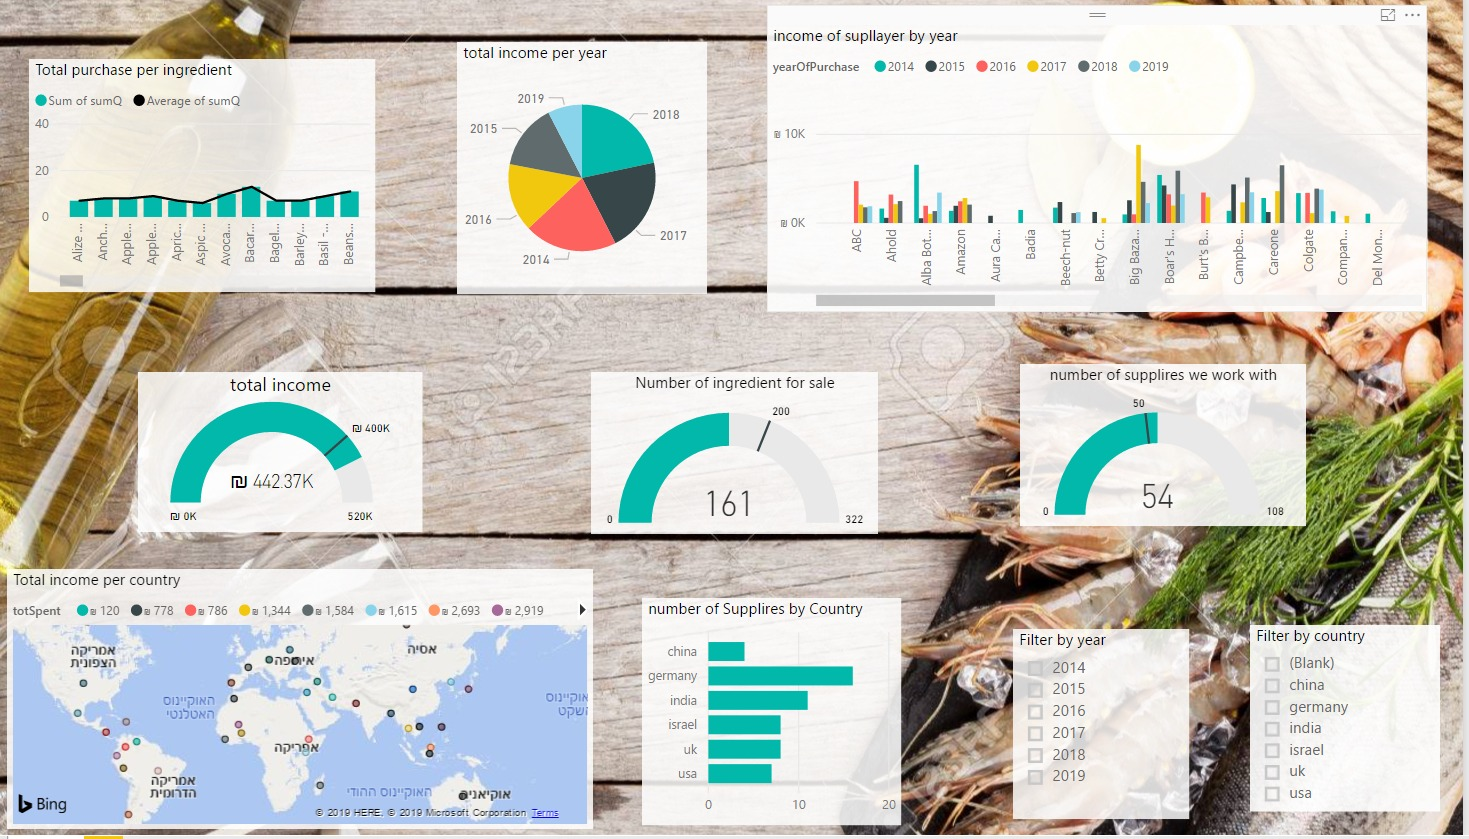 Total purchase per ingredient
Sum of sumQ Average of sumQ
40
20
0
Alize ...
Anch...
Apple...
Apple...
Apric...
Aspic ...
Avoca...
Bacar...
Bagel...
Barley...
Basil -...
Beans...
total income per year
2019
2018
2015
2016
2017
2014
income of supllayer by year
yearOfPurchase 2014 2015 2016 2017 2018 2019
₪ 10K
₪ 0K
ABC
Ahold
Alba Bot...
Amazon
Aura Ca...
Badia
Beech-nut
Betty Cr...
Big Baza...
Boar's H...
Burt's B...
Campbe...
Careone
Colgate
Compan...
Del Mon...
total income
₪ 400K
₪ 442.37K
₪ 0K
520K
Number of ingredient for sale
200
161
0
322
number of supplires we work with
50
54
0
108
Total income per country
totSpent ₪ 120 ₪ 778 ₪ 786 ₪ 1,344 ₪ 1,584 ₪ 1,615 ₪ 2,693 ₪ 2,919
אמריקה
הצפונית
אסיה
אירופה
האוקיינוס
האטלנטי
אפריקה
אמריקה
הדרומית
האוקיינוס ההודי
אוקיאניה
Bing
© 2019 HERE, © 2019 Microsoft Corporation Terms
number of Supplires by Country
china
germany
india
israel
uk
usa
0 10 20
Filter by year
2014
2015
2016
2017
2018
2019
Filter by country
(Blank)
china
germany
india
israel
uk
usa
123RF